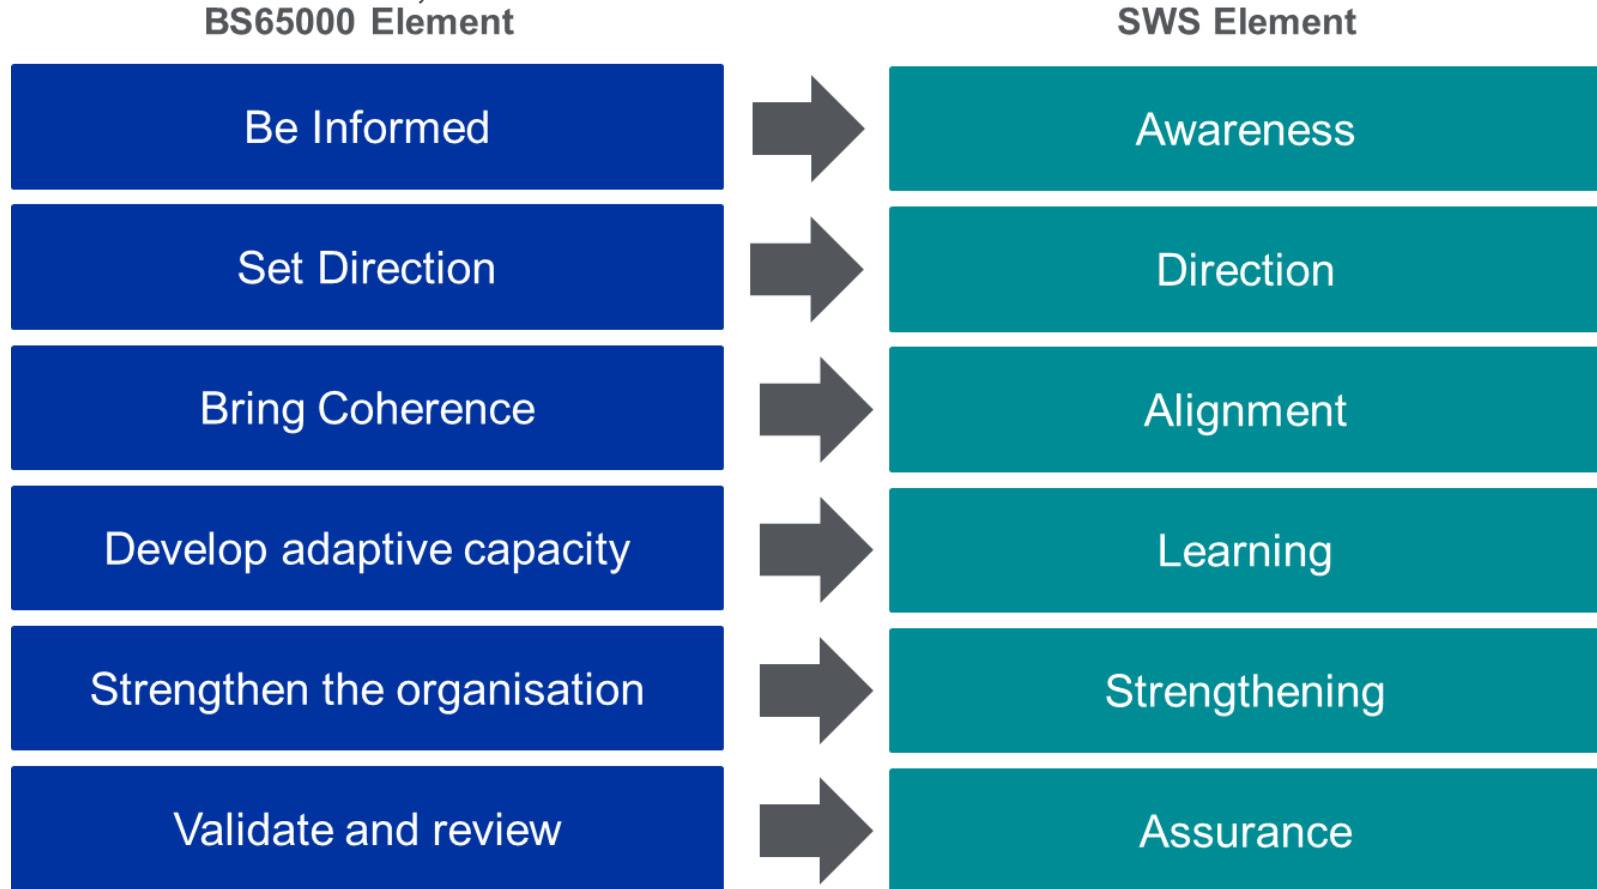 BS65000 Element
SWS Element
Be Informed
Awareness
Set Direction
Direction
Bring Coherence
Alignment
Develop adaptive capacity
Learning
Strengthen the organisation
Strengthening
Validate and review
Assurance